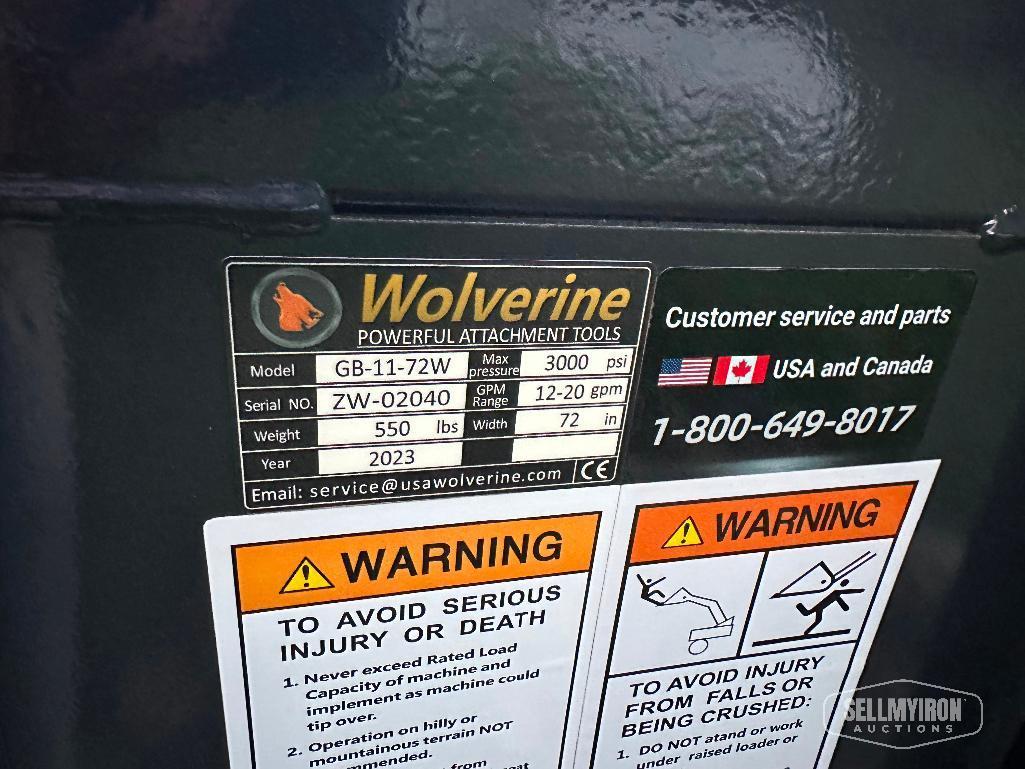 Wolverine
POWERFUL ATTACHMENT TOOLS
Model GB-11-72W Max pressure 3000 psi
Serial NO. ZW-02040 GPM Range 12-20 gpm
Weight 550 lbs Width 72 in
Year 2023
Email: service@usawolverine.com CE
Customer service and parts
USA and Canada
1-800-649-8017
WARNING
TO AVOID SERIOUS
INJURY OR DEATH
1. Never exceed Rated Load
Capacity of machine and
implement as machine could
tip over.
2. Operation on hilly or
mountainous terrain NOT
from
WARNING
TO AVOID INJURY
FROM FALLS OR
BEING CRUSHED:
1. DO NOT atand or work
under raised loader or
SELLMYIRON
AUCTIONS